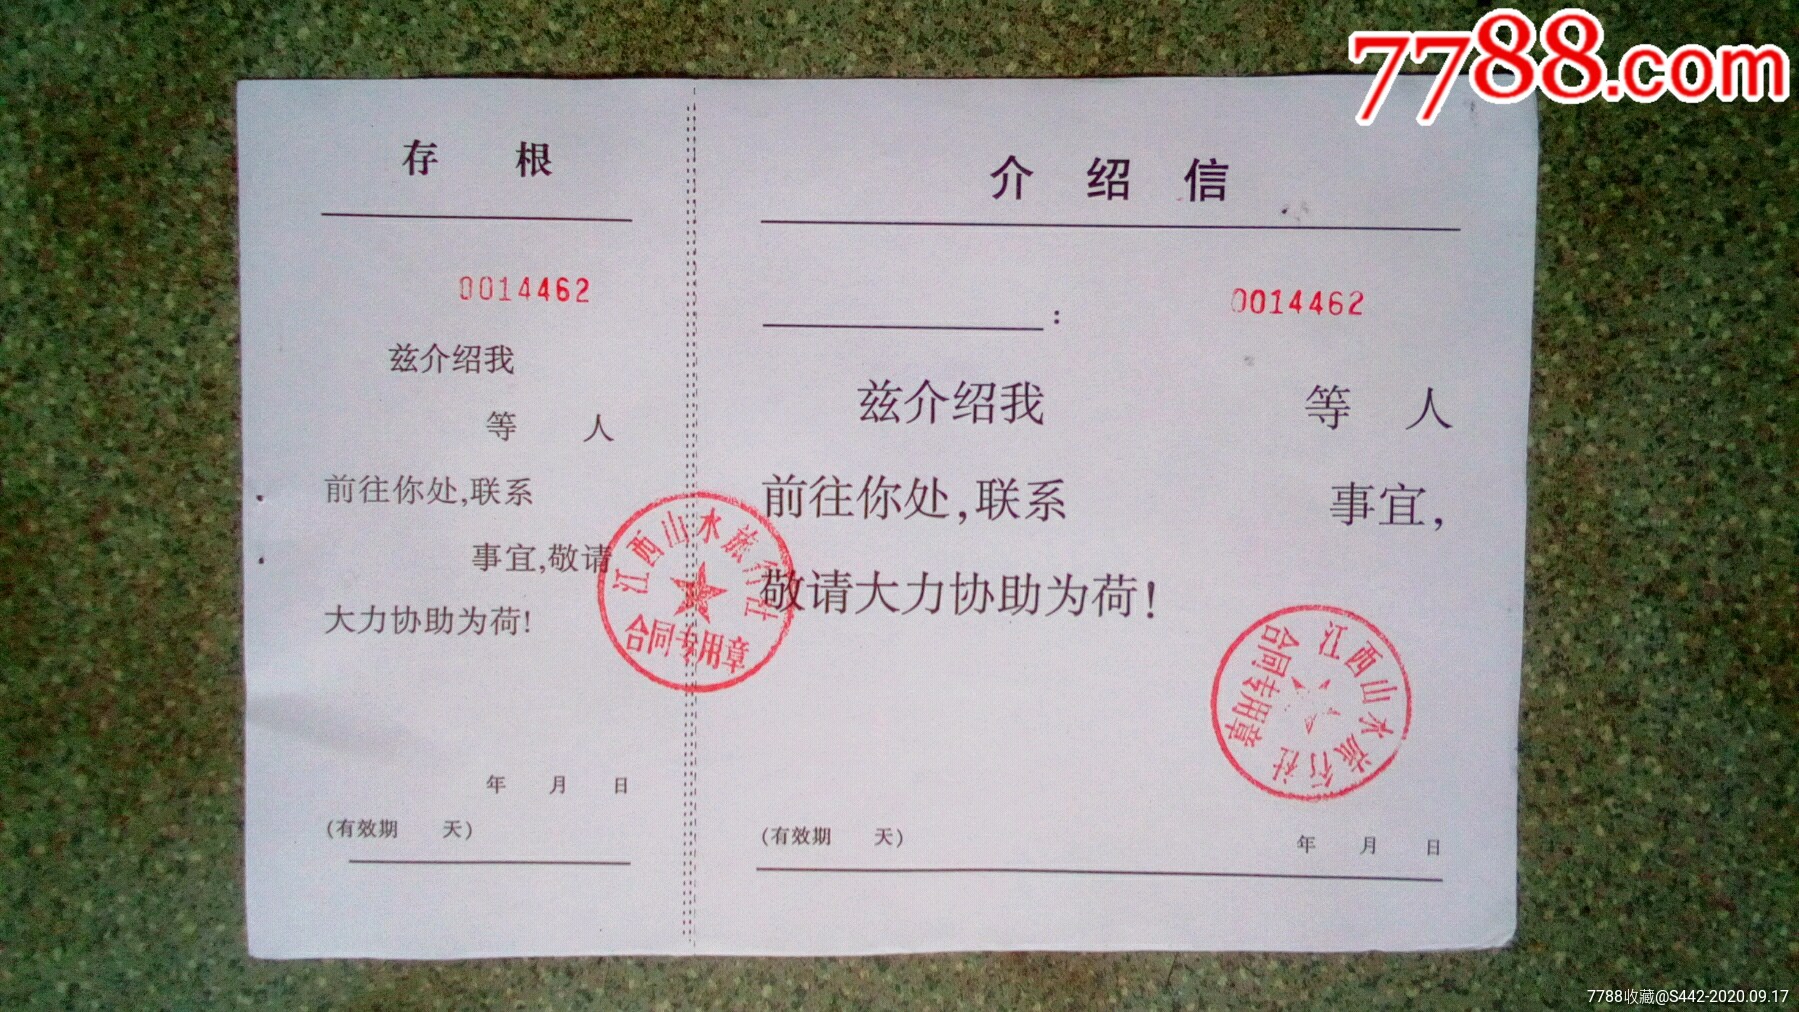 7788.com
存 根
0014462
兹介绍我
等 人
前往你处,联系
事宜,敬请
大力协助为荷!
年 月 日
(有效期 天)
介 绍 信
0014462
:
兹介绍我 等 人
前往你处,联系 事宜,
敬请大力协助为荷!
(有效期 天) 年 月 日
江西山水旅行社
合同专用章
江西山水旅行社
合同专用章
7788收藏@S442-2020.09.17